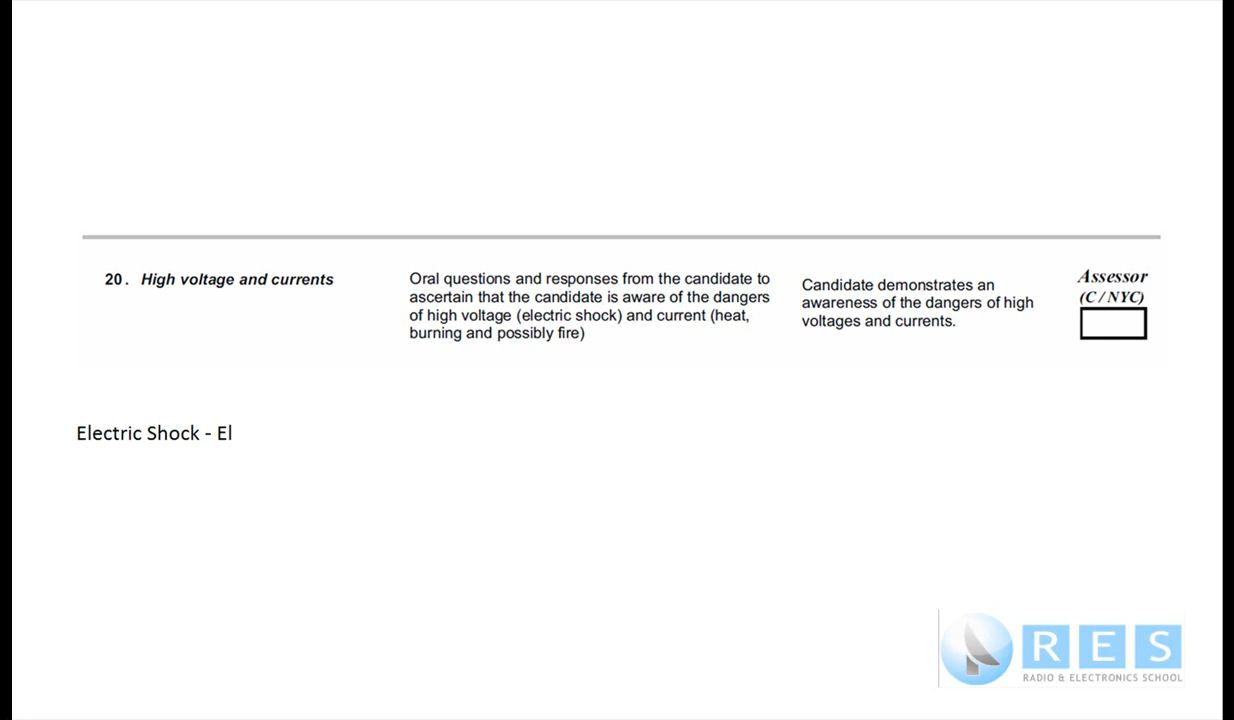 20. High voltage and currents
Oral questions and responses from the candidate to
ascertain that the candidate is aware of the dangers
of high voltage (electric shock) and current (heat,
burning and possibly fire)
Candidate demonstrates an
awareness of the dangers of high
voltages and currents.
Assessor
(C / NYC)
Electric Shock - El
RES
RADIO & ELECTRONICS SCHOOL